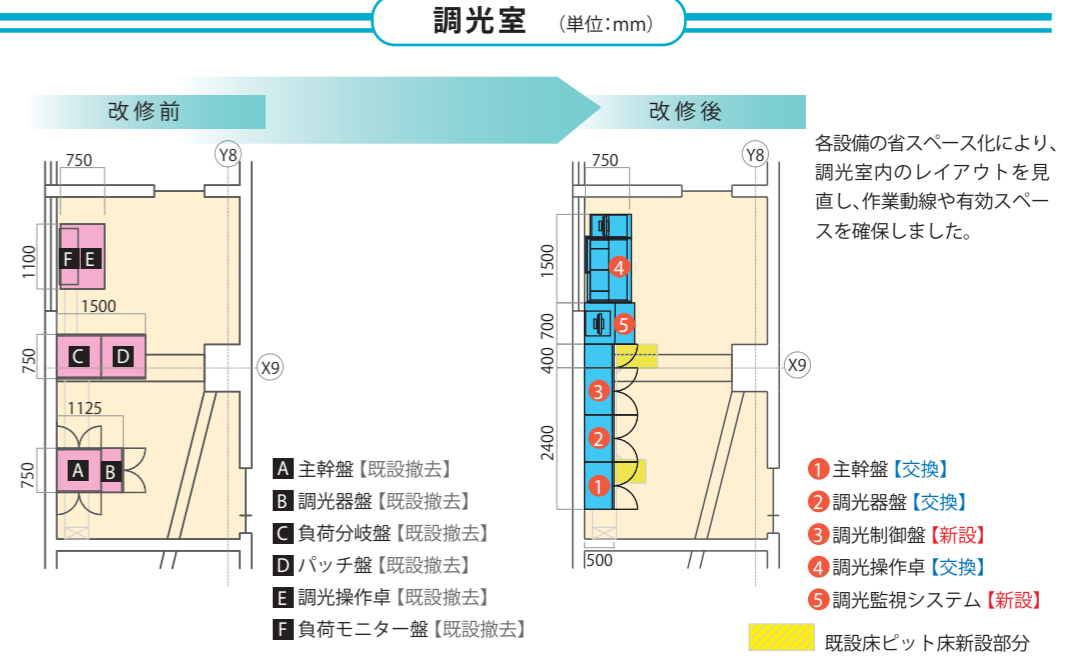 調光室 （単位：mm）
改修前
改修後
各設備の省スペース化により、
調光室内のレイアウトを見
直し、作業動線や有効スペー
スを確保しました。
750
Y8
1100
F E
1500
750
C D
X9
1125
750
A B
A 主幹盤【既設撤去】
B 調光器盤【既設撤去】
C 負荷分岐盤【既設撤去】
D パッチ盤【既設撤去】
E 調光操作卓【既設撤去】
F 負荷モニター盤【既設撤去】
750
Y8
1500
4
700
5
400
X9
3
2400
2
1
500
1 主幹盤【交換】
2 調光器盤【交換】
3 調光制御盤【新設】
4 調光操作卓【交換】
5 調光監視システム【新設】
既設床ピット床新設部分